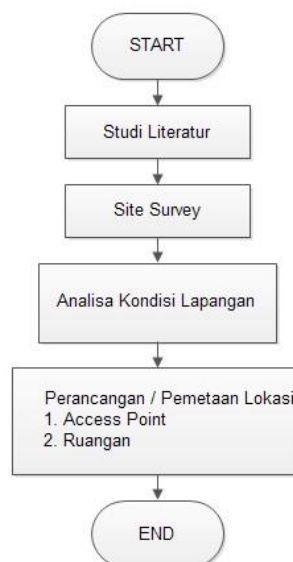 START
Studi Literatur
Site Survey
Analisa Kondisi Lapangan
Perancangan / Pemetaan Lokasi
1. Access Point
2. Ruangan
END